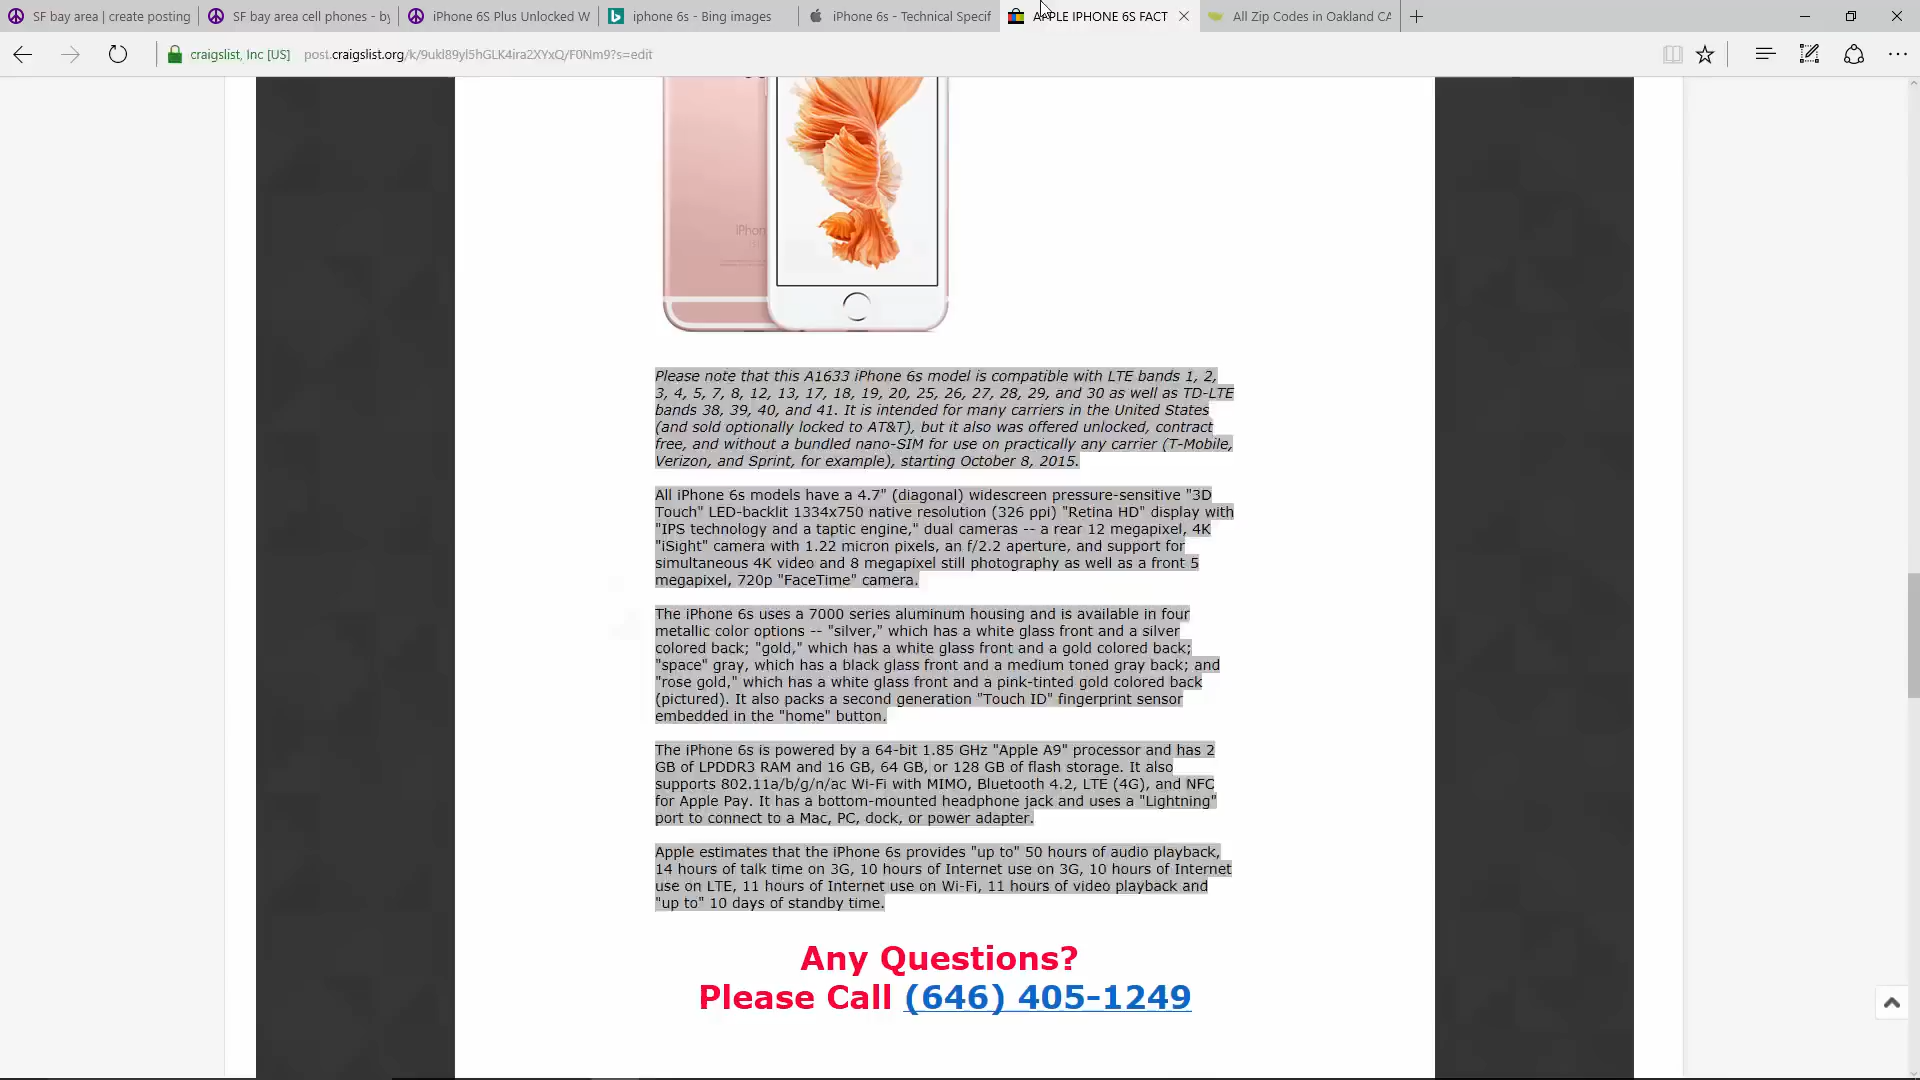 SF bay area | create posting
SF bay area cell phones - by
iPhone 6S Plus Unlocked W
iphone 6s - Bing images
iPhone 6s - Technical Specif
APPLE IPHONE 6S FACT
All Zip Codes in Oakland CA
craigslist, Inc [US]
post.craigslist.org/k/9ukl89yl5hGLK4ira2XYxQ/F0Nm9?s=edit
iPhon
Please note that this A1633 iPhone 6s model is compatible with LTE bands 1, 2,
3, 4, 5, 7, 8, 12, 13, 17, 18, 19, 20, 25, 26, 27, 28, 29, and 30 as well as TD-LTE
bands 38, 39, 40, and 41. It is intended for many carriers in the United States
(and sold optionally locked to AT&T), but it also was offered unlocked, contract
free, and without a bundled nano-SIM for use on practically any carrier (T-Mobile,
Verizon, and Sprint, for example), starting October 8, 2015.
All iPhone 6s models have a 4.7" (diagonal) widescreen pressure-sensitive "3D
Touch" LED-backlit 1334x750 native resolution (326 ppi) "Retina HD" display with
"IPS technology and a taptic engine," dual cameras -- a rear 12 megapixel, 4K
"iSight" camera with 1.22 micron pixels, an f/2.2 aperture, and support for
simultaneous 4K video and 8 megapixel still photography as well as a front 5
megapixel, 720p "FaceTime" camera.
The iPhone 6s uses a 7000 series aluminum housing and is available in four
metallic color options -- "silver," which has a white glass front and a silver
colored back; "gold," which has a white glass front and a gold colored back;
"space" gray, which has a black glass front and a medium toned gray back; and
"rose gold," which has a white glass front and a pink-tinted gold colored back
(pictured). It also packs a second generation "Touch ID" fingerprint sensor
embedded in the "home" button.
The iPhone 6s is powered by a 64-bit 1.85 GHz "Apple A9" processor and has 2
GB of LPDDR3 RAM and 16 GB, 64 GB, or 128 GB of flash storage. It also
supports 802.11a/b/g/n/ac Wi-Fi with MIMO, Bluetooth 4.2, LTE (4G), and NFC
for Apple Pay. It has a bottom-mounted headphone jack and uses a "Lightning"
port to connect to a Mac, PC, dock, or power adapter.
Apple estimates that the iPhone 6s provides "up to" 50 hours of audio playback,
14 hours of talk time on 3G, 10 hours of Internet use on 3G, 10 hours of Internet
use on LTE, 11 hours of Internet use on Wi-Fi, 11 hours of video playback and
"up to" 10 days of standby time.
Any Questions?
Please Call (646) 405-1249